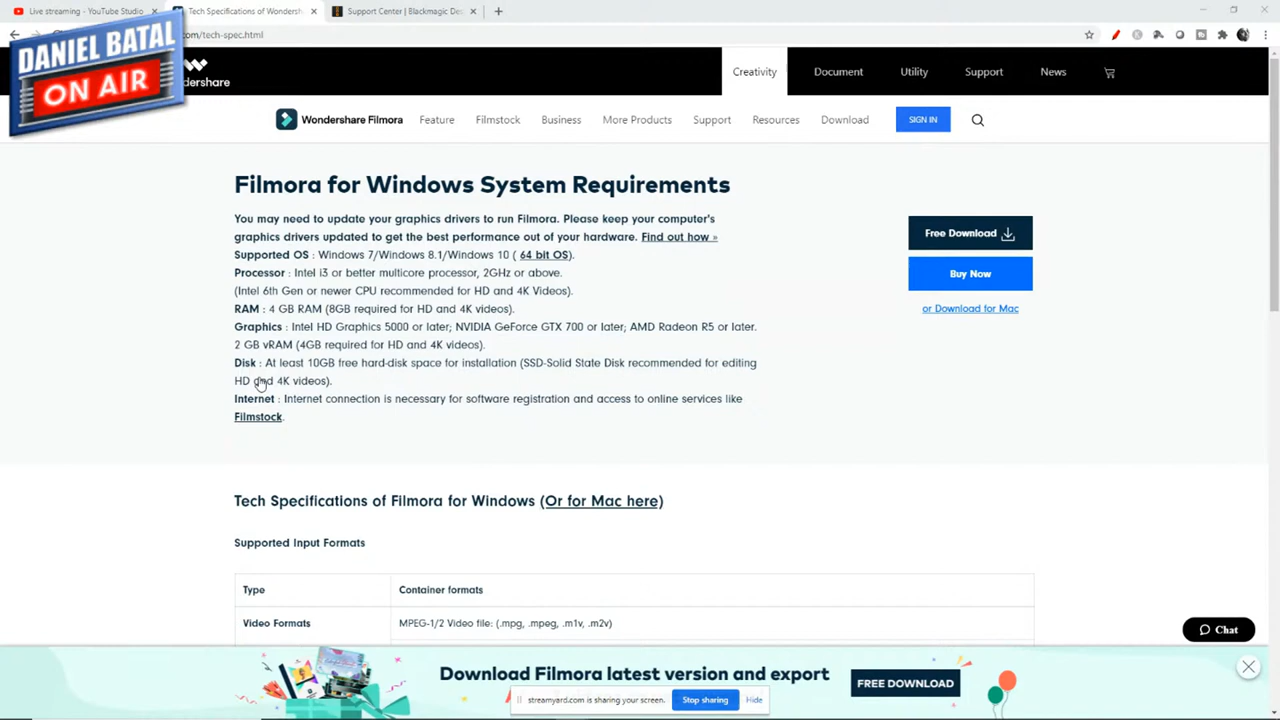 Live streaming - YouTube Studio
Tech Specifications of Wondersh
Support Center | Blackmagic Des
.com/tech-spec.html
DANIEL BATAL
ON AIR
ndershare
Creativity
Document
Utility
Support
News
Wondershare Filmora
Feature
Filmstock
Business
More Products
Support
Resources
Download
SIGN IN
Filmora for Windows System Requirements
You may need to update your graphics drivers to run Filmora. Please keep your computer's
graphics drivers updated to get the best performance out of your hardware. Find out how »
Supported OS : Windows 7/Windows 8.1/Windows 10 ( 64 bit OS).
Processor : Intel i3 or better multicore processor, 2GHz or above.
(Intel 6th Gen or newer CPU recommended for HD and 4K Videos).
RAM : 4 GB RAM (8GB required for HD and 4K videos).
Graphics : Intel HD Graphics 5000 or later; NVIDIA GeForce GTX 700 or later; AMD Radeon R5 or later.
2 GB vRAM (4GB required for HD and 4K videos).
Disk : At least 10GB free hard-disk space for installation (SSD-Solid State Disk recommended for editing
HD and 4K videos).
Internet : Internet connection is necessary for software registration and access to online services like
Filmstock.
Free Download
Buy Now
or Download for Mac
Tech Specifications of Filmora for Windows (Or for Mac here)
Supported Input Formats
Type
Container formats
Video Formats
MPEG-1/2 Video file: (.mpg, .mpeg, .m1v, .m2v)
Chat
Download Filmora latest version and export
FREE DOWNLOAD
streamyard.com is sharing your screen.
Stop sharing
Hide